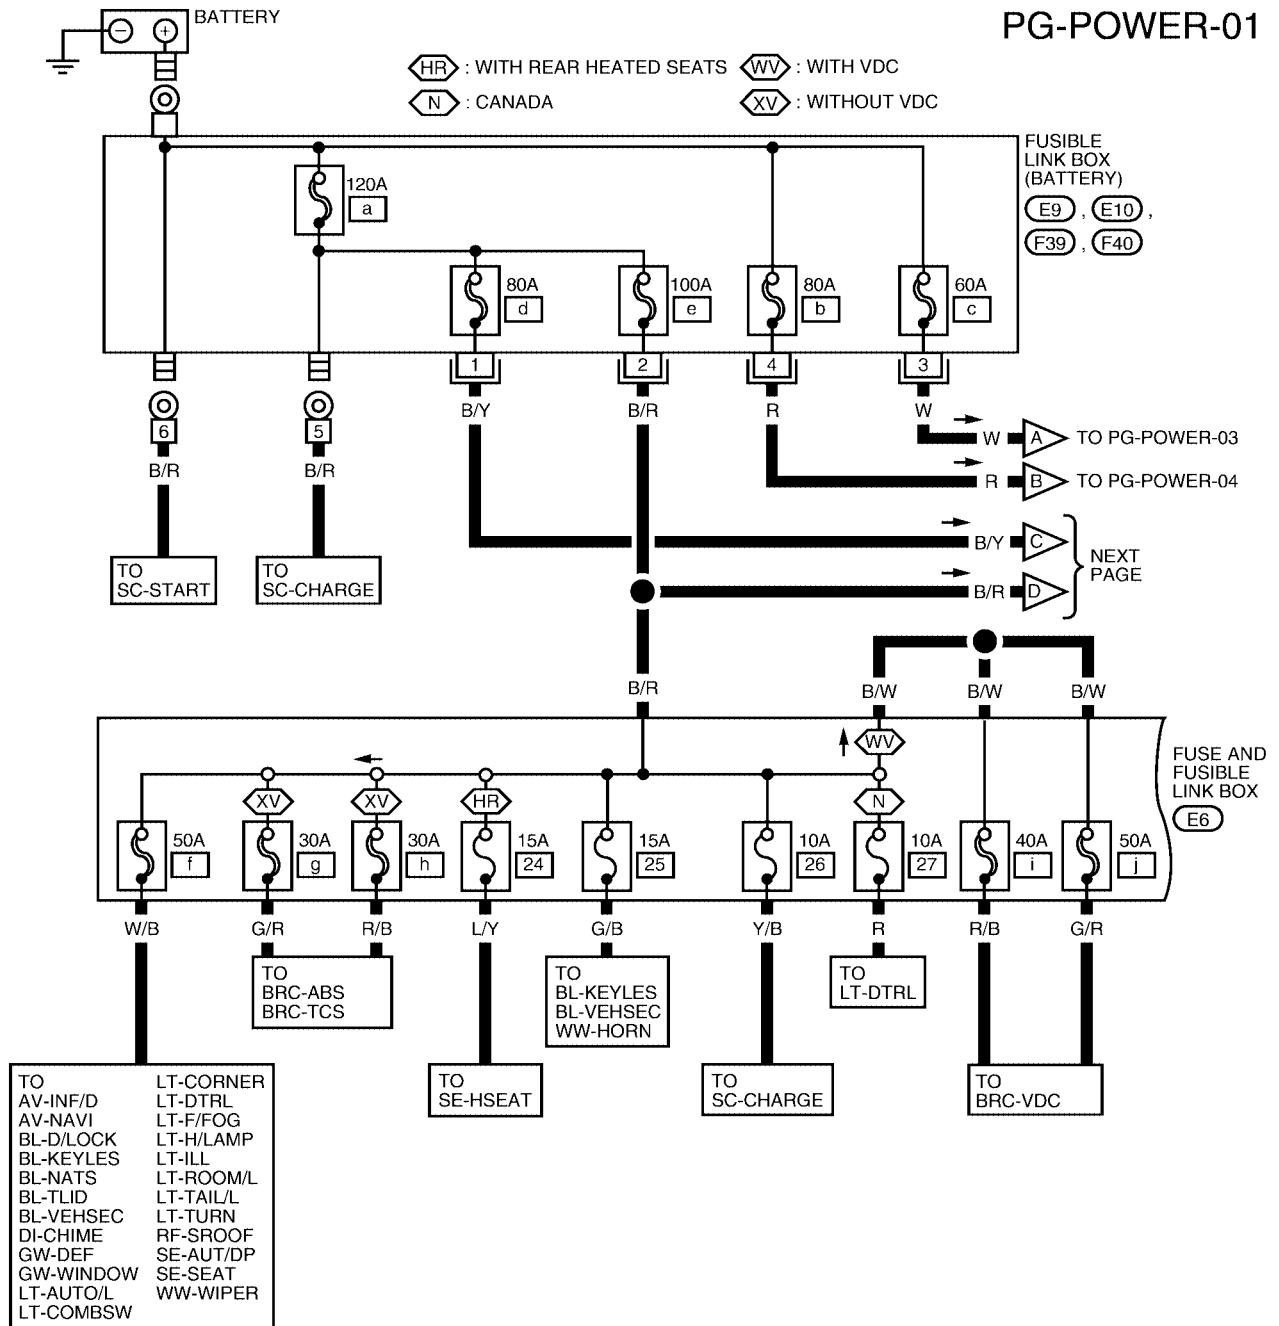 PG-POWER-01
BATTERY
− +
HR : WITH REAR HEATED SEATS WV : WITH VDC
N : CANADA XV : WITHOUT VDC
FUSIBLE
LINK BOX
(BATTERY)
E9 , E10 ,
F39 , F40
120A
a
80A 100A 80A 60A
d e b c
1 2 4 3
B/Y B/R R W
6 5
B/R B/R
W A TO PG-POWER-03
R B TO PG-POWER-04
B/Y C
B/R D
NEXT
PAGE
TO
SC-START
TO
SC-CHARGE
B/R B/W B/W B/W
WV
XV XV HR N
FUSE AND
FUSIBLE
LINK BOX
E6
50A 30A 30A 15A 15A 10A 10A 40A 50A
f g h 24 25 26 27 i j
W/B G/R R/B L/Y G/B Y/B R R/B G/R
TO
BRC-ABS
BRC-TCS
TO
BL-KEYLES
BL-VEHSEC
WW-HORN
TO
LT-DTRL
TO
SE-HSEAT
TO
SC-CHARGE
TO
BRC-VDC
TO
AV-INF/D
AV-NAVI
BL-D/LOCK
BL-KEYLES
BL-NATS
BL-TLID
BL-VEHSEC
DI-CHIME
GW-DEF
GW-WINDOW
LT-AUTO/L
LT-COMBSW
LT-CORNER
LT-DTRL
LT-F/FOG
LT-H/LAMP
LT-ILL
LT-ROOM/L
LT-TAIL/L
LT-TURN
RF-SROOF
SE-AUT/DP
SE-SEAT
WW-WIPER